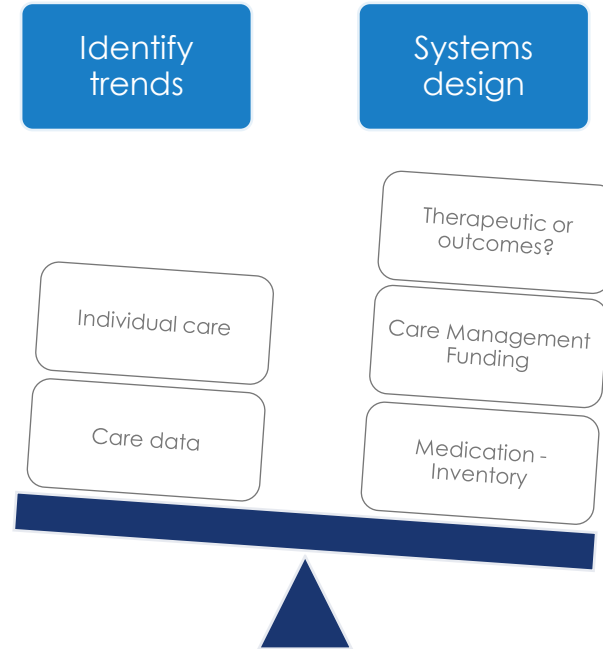 Identify
trends
Systems
design
Therapeutic or
outcomes?
Individual care
Care Management
Funding
Care data
Medication -
Inventory